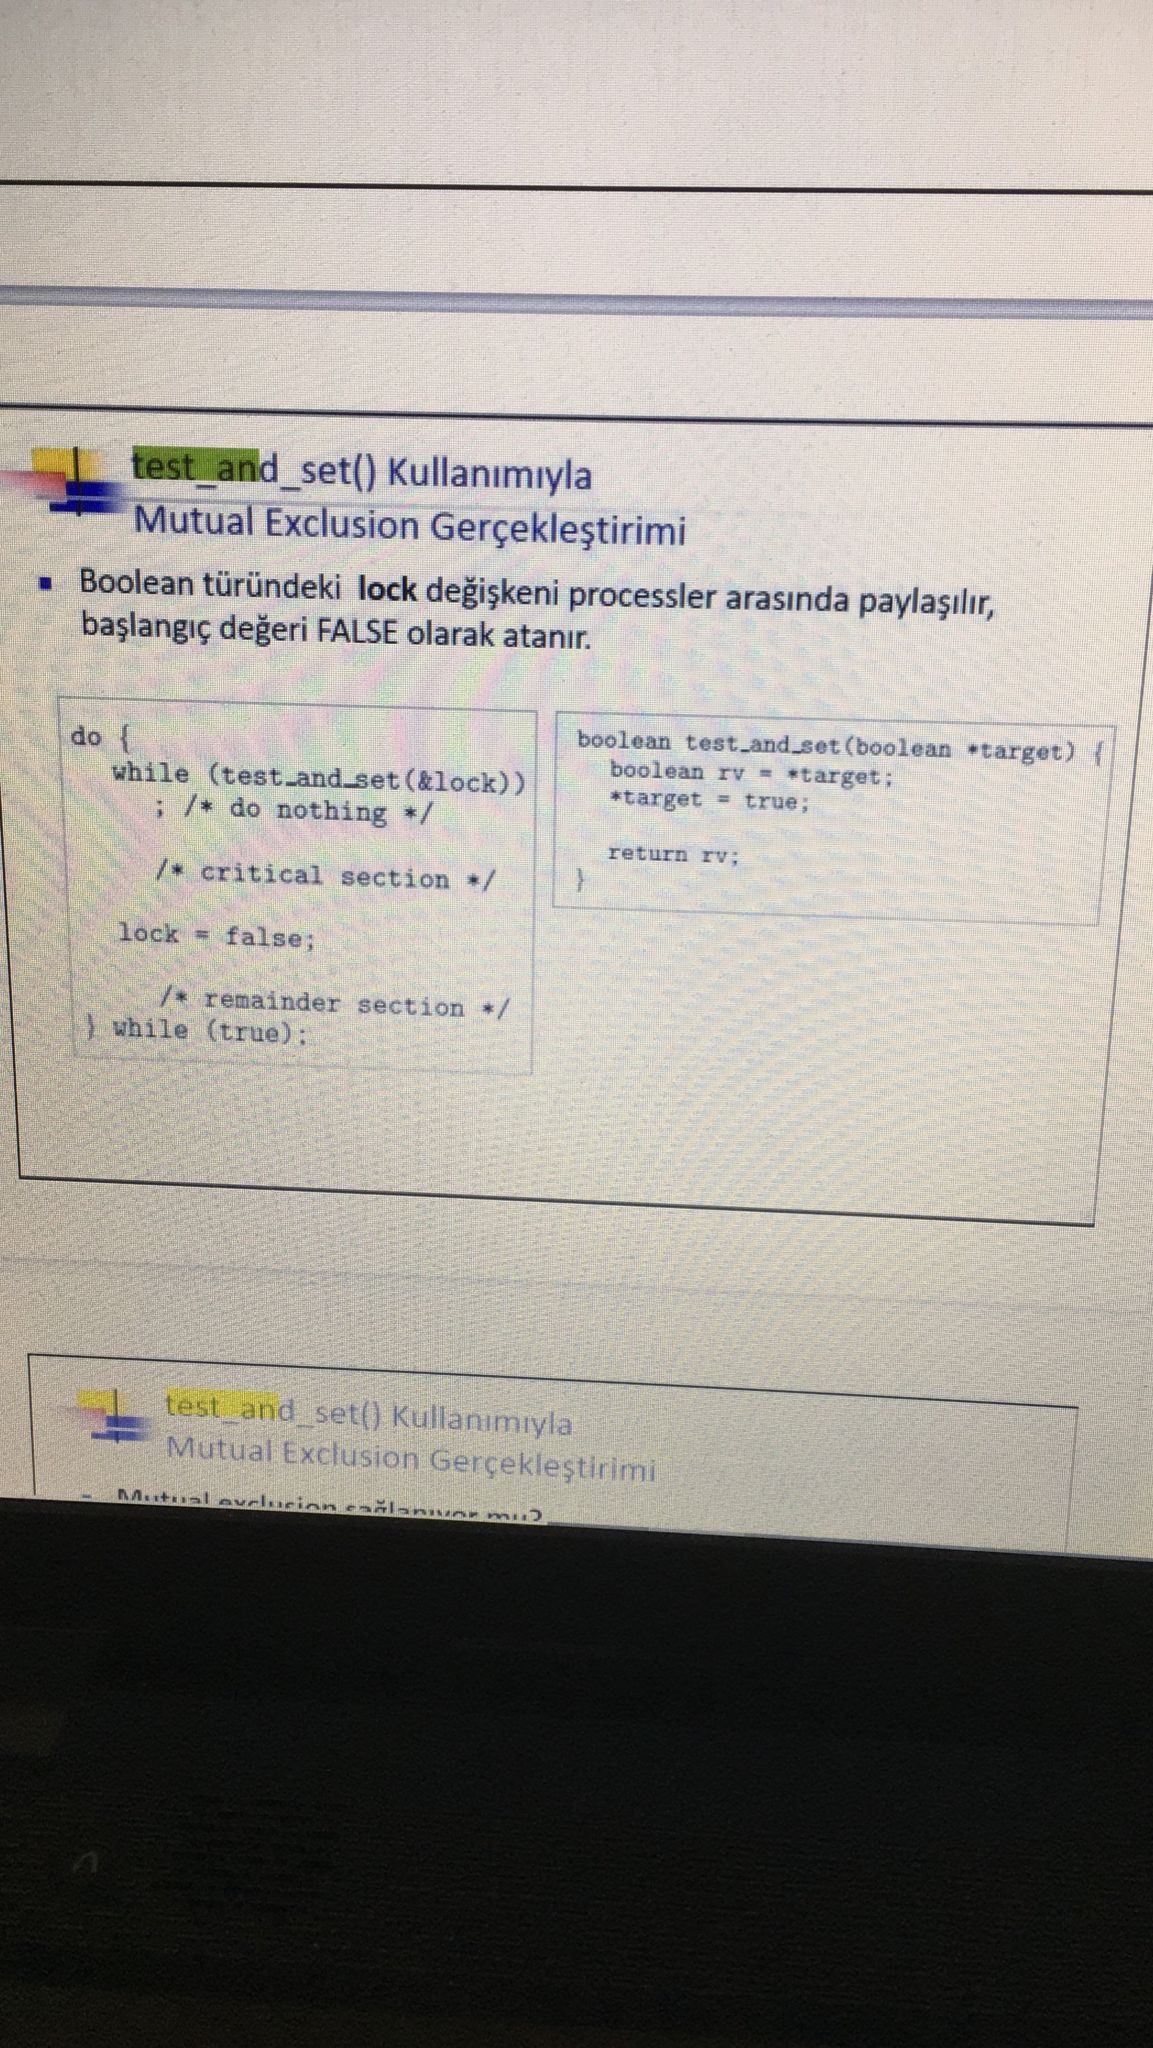 test_and_set() Kullanımıyla
Mutual Exclusion Gerçekleştirimi
▪ Boolean türündeki lock değişkeni processler arasında paylaşılır,
başlangıç değeri FALSE olarak atanır.
do {
while (test_and_set(&lock))
; /* do nothing */
/* critical section */
lock = false;
/* remainder section */
} while (true);
boolean test_and_set(boolean *target) {
boolean rv = *target;
*target = true;
return rv;
}
test_and_set() Kullanımıyla
Mutual Exclusion Gerçekleştirimi
Mutual exclusion sağlanıyor mu?